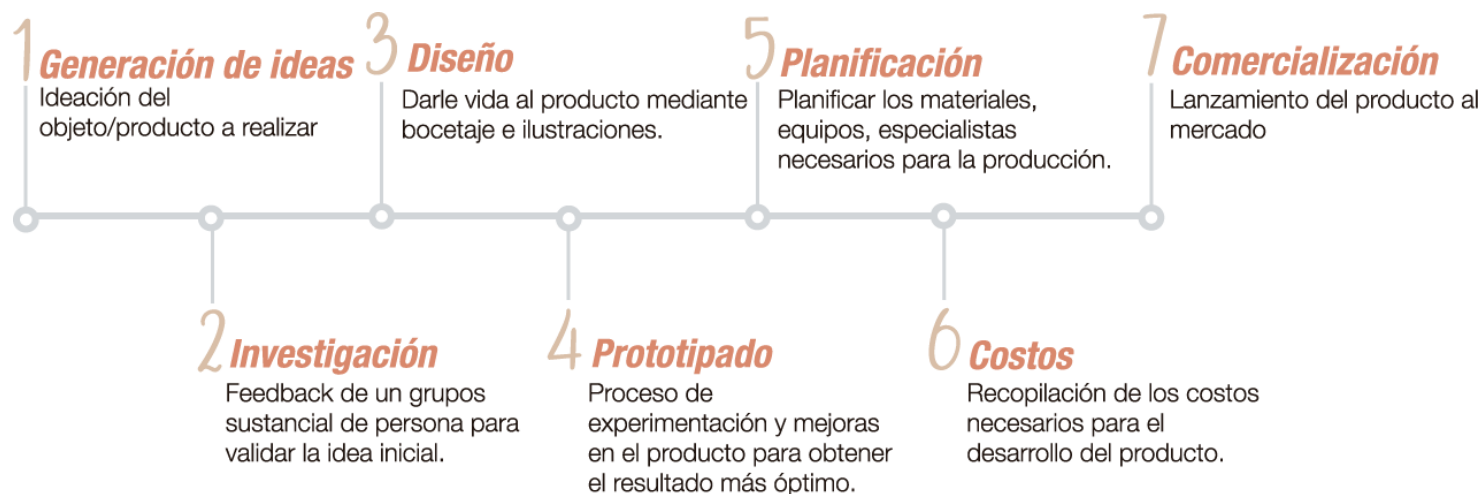 1 Generación de ideas
Ideación del
objeto/producto a realizar
2 Investigación
Feedback de un grupos
sustancial de persona para
validar la idea inicial.
3 Diseño
Darle vida al producto mediante
bocetaje e ilustraciones.
4 Prototipado
Proceso de
experimentación y mejoras
en el producto para obtener
el resultado más óptimo.
5 Planificación
Planificar los materiales,
equipos, especialistas
necesarios para la producción.
6 Costos
Recopilación de los costos
necesarios para el
desarrollo del producto.
7 Comercialización
Lanzamiento del producto al
mercado